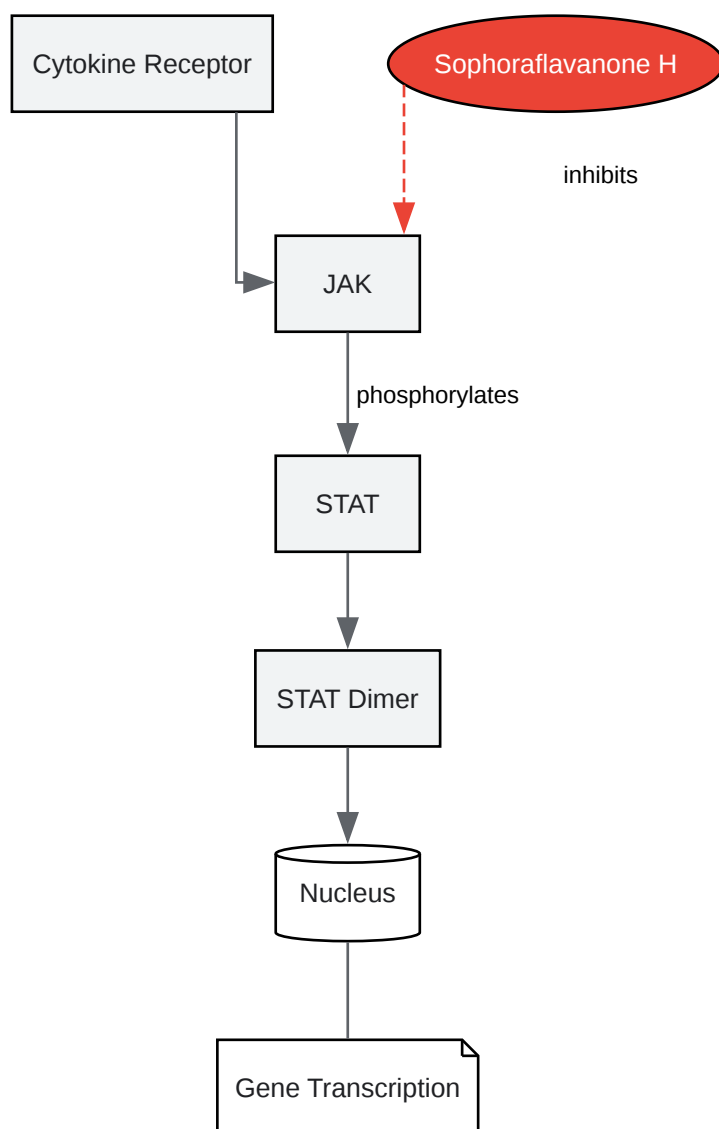 Cytokine Receptor
Sophoraflavanone H
inhibits
JAK
phosphorylates
STAT
STAT Dimer
Nucleus
Gene Transcription